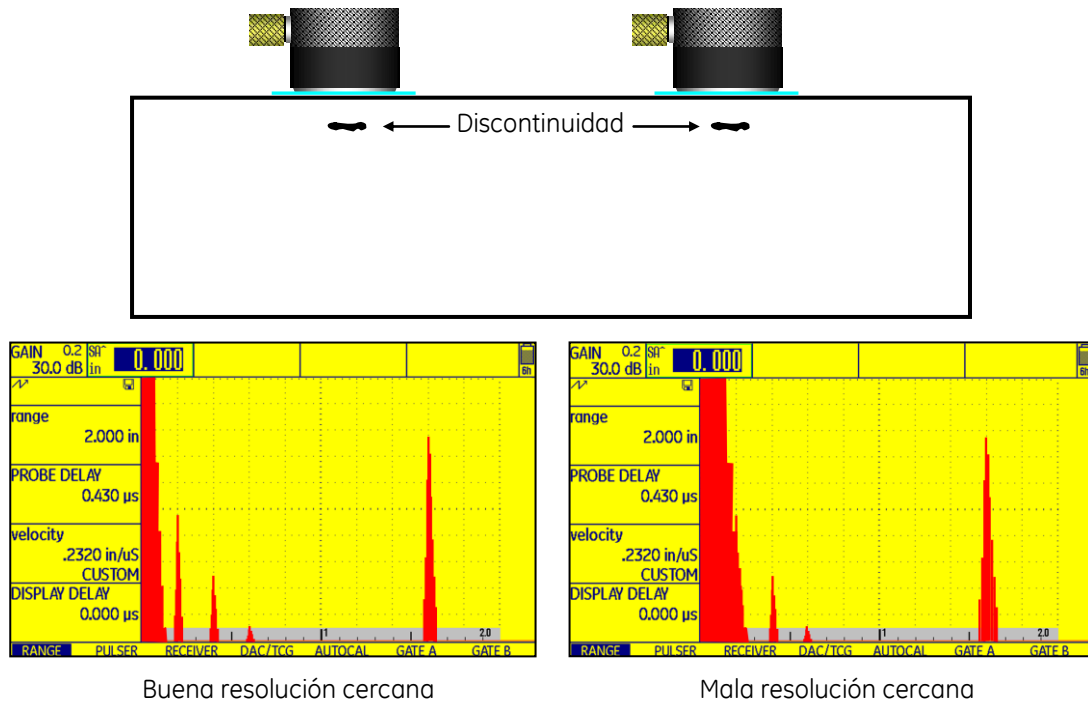 Discontinuidad
GAIN 0.2
30.0 dB
SA^
in
0.000
6h
range
2.000 in
PROBE DELAY
0.430 µs
velocity
.2320 in/uS
CUSTOM
DISPLAY DELAY
0.000 µs
1
2.0
RANGE PULSER RECEIVER DAC/TCG AUTOCAL GATE A GATE B
GAIN 0.2
30.0 dB
SA^
in
0.000
6h
range
2.000 in
PROBE DELAY
0.430 µs
velocity
.2320 in/uS
CUSTOM
DISPLAY DELAY
0.000 µs
1
2.0
RANGE PULSER RECEIVER DAC/TCG AUTOCAL GATE A GATE B
Buena resolución cercana
Mala resolución cercana